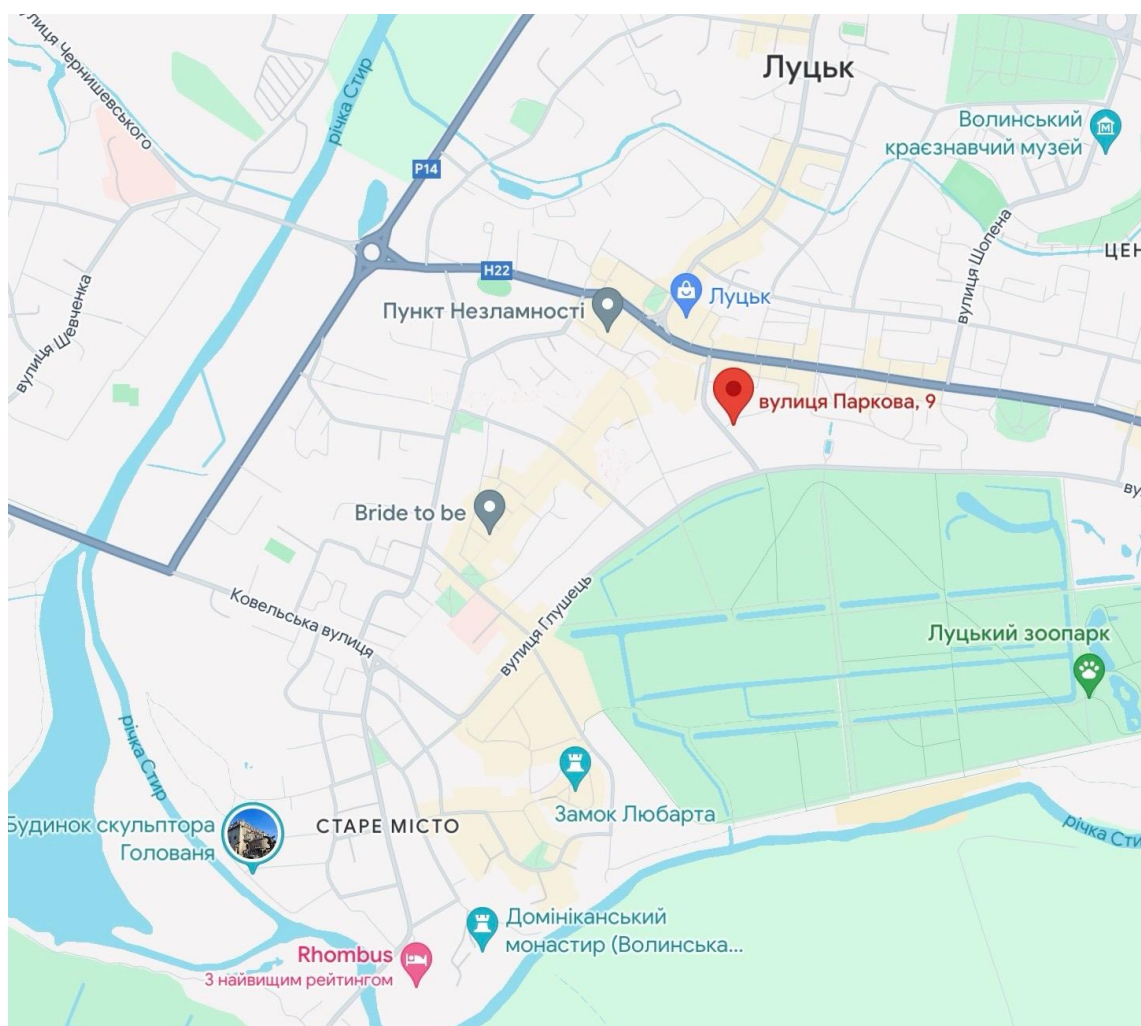 улиця Чернишевського
річка Стир
Луцьк
P14
Волинський
краєзнавчий музей
H22
ЦЕН
вулиця Шопена
Луцьк
Пункт Незламності
вулиця Шевченка
вулиця Паркова, 9
ву
Bride to be
Ковельська вулиця
вулиця Глушець
Луцький зоопарк
річка Стир
Замок Любарта
Будинок скульптора
Голованя
СТАРЕ МІСТО
річка Сти
Домініканський
монастир (Волинська...
Rhombus
З найвищим рейтингом